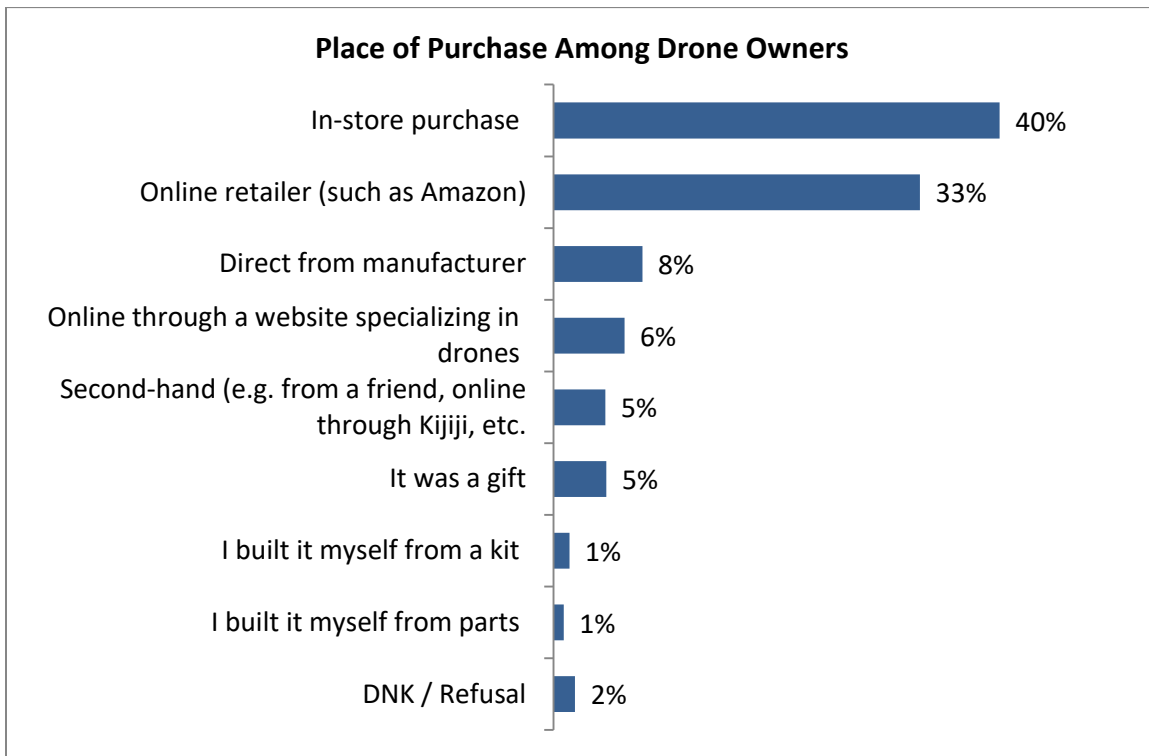 Place of Purchase Among Drone Owners
In-store purchase
40%
Online retailer (such as Amazon)
33%
Direct from manufacturer
8%
Online through a website specializing in
drones
6%
Second-hand (e.g. from a friend, online
through Kijiji, etc.
5%
It was a gift
5%
I built it myself from a kit
1%
I built it myself from parts
1%
DNK / Refusal
2%